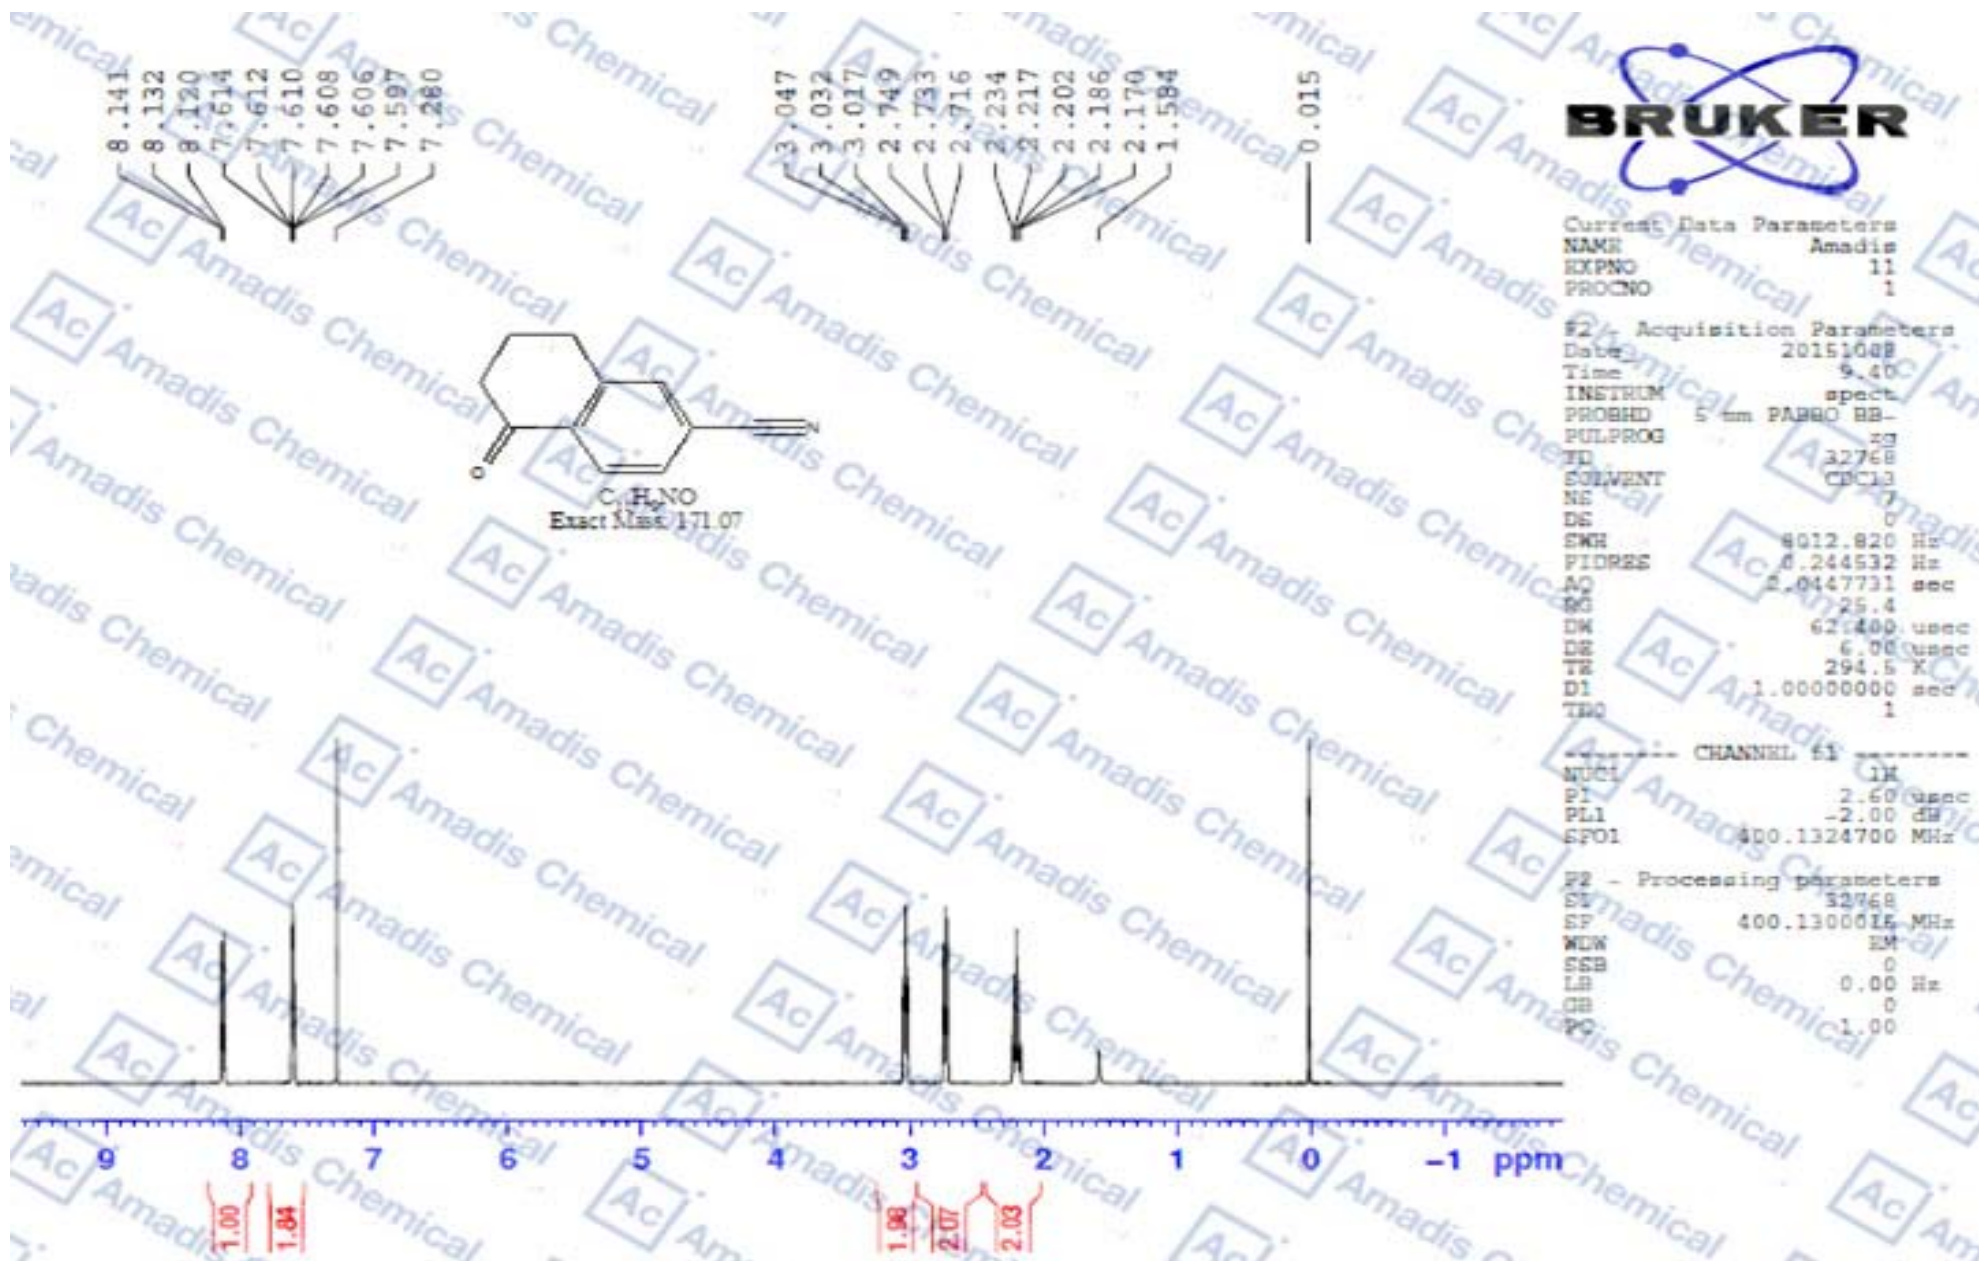 8.141
8.132
8.120
7.614
7.612
7.610
7.608
7.606
7.597
7.280
3.047
3.032
3.017
2.749
2.733
2.716
2.234
2.217
2.202
2.186
2.170
1.584
0.015
BRUKER
Current Data Parameters
NAME Amadis
EXPNO 11
PROCNO 1
F2 - Acquisition Parameters
Date_
Time 9.40
INSTRUM spect
PROBHD 5 mm PABBO BB-
PULPROG zg
TD 32768
SOLVENT CDCl3
NS 7
DS 0
SWH 8012.820 Hz
FIDRES 0.244532 Hz
AQ 2.0447731 sec
RG 25.4
DW 62.400 usec
DE 6.00 usec
TE 294.5 K
D1 1.00000000 sec
TD0 1
-------- CHANNEL f1 --------
NUC1 1H
P1 2.60 usec
PL1 -2.00 dB
SFO1 400.1324700 MHz
F2 - Processing parameters
SI 32768
SF 400.1300016 MHz
WDW EM
SSB 0
LB 0.00 Hz
GB 0
PC 1.00
O
N
C11H9NO
Exact Mass: 171.07
9 8 7 6 5 4 3 2 1 0 -1 ppm
1.00
1.84
1.98
2.07
2.03
Ac Amadis Chemical